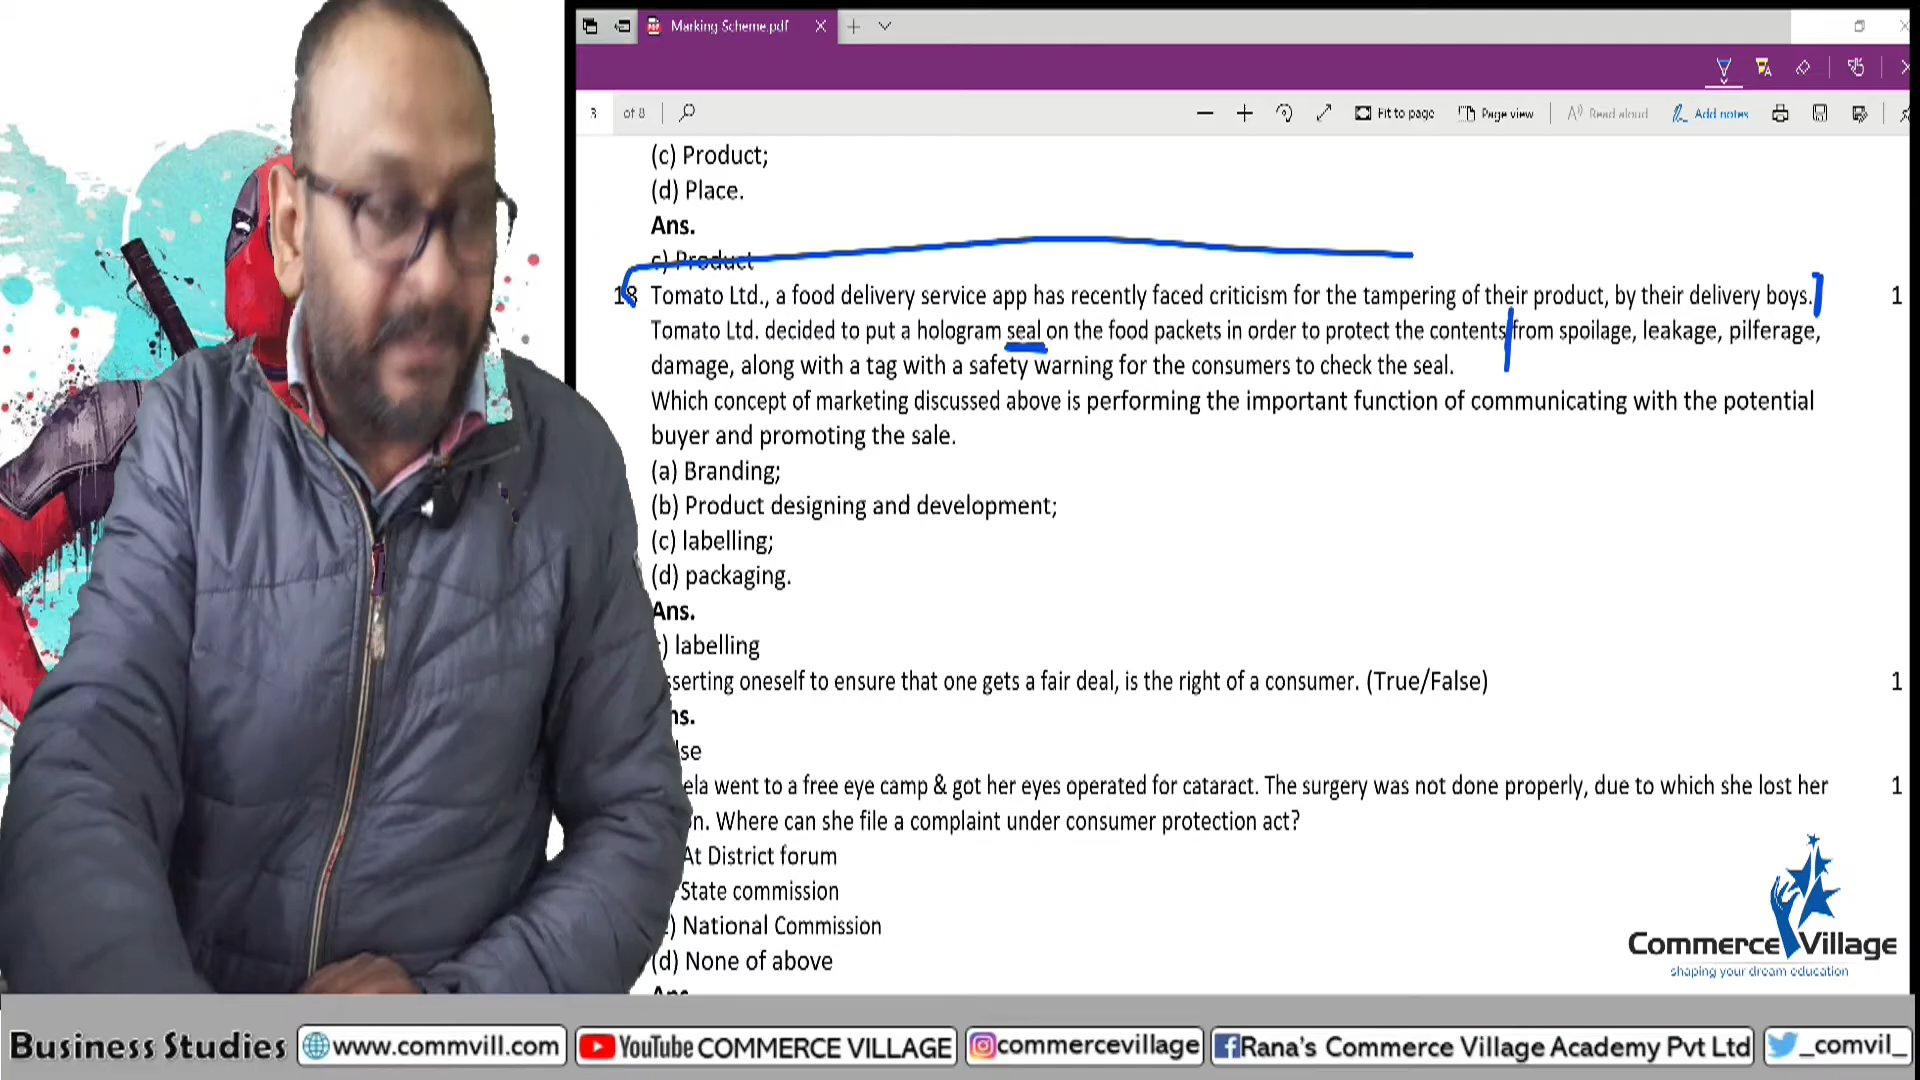 Marking Scheme.pdf
3 of 8
Fit to page
Page view
Read aloud
Add notes
(c) Product;
(d) Place.
Ans.
c) Product
18 Tomato Ltd., a food delivery service app has recently faced criticism for the tampering of their product, by their delivery boys. 1
Tomato Ltd. decided to put a hologram seal on the food packets in order to protect the contents from spoilage, leakage, pilferage,
damage, along with a tag with a safety warning for the consumers to check the seal.
Which concept of marketing discussed above is performing the important function of communicating with the potential
buyer and promoting the sale.
(a) Branding;
(b) Product designing and development;
(c) labelling;
(d) packaging.
Ans.
) labelling
sserting oneself to ensure that one gets a fair deal, is the right of a consumer. (True/False) 1
ns.
lse
ela went to a free eye camp & got her eyes operated for cataract. The surgery was not done properly, due to which she lost her 1
n. Where can she file a complaint under consumer protection act?
At District forum
State commission
) National Commission
(d) None of above
Ans
Commerce Village
shaping your dream education
Business Studies
www.commvill.com
YouTube COMMERCE VILLAGE
commercevillage
Rana's Commerce Village Academy Pvt Ltd
_comvil_